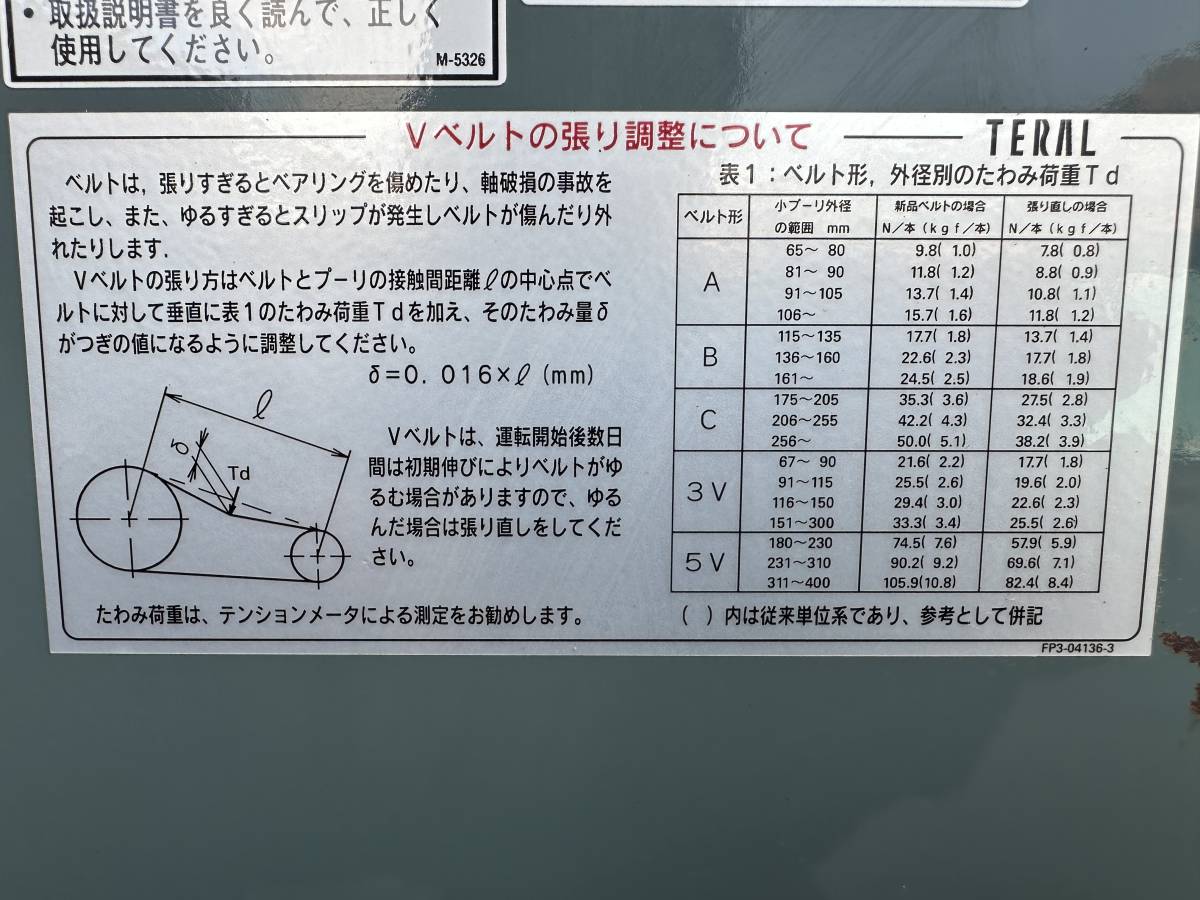 ・取扱説明書を良く読んで、正しく
使用してください。
M-5326
Vベルトの張り調整について
TERAL
ベルトは，張りすぎるとベアリングを傷めたり、軸破損の事故を
起こし、また、ゆるすぎるとスリップが発生しベルトが傷んだり外
れたりします．
Vベルトの張り方はベルトとプーリの接触間距離ℓの中心点でベ
ルトに対して垂直に表1のたわみ荷重Tdを加え、そのたわみ量δ
がつぎの値になるように調整してください。
δ=0.016×ℓ (mm)
ℓ
δ
Td
Vベルトは、運転開始後数日
間は初期伸びによりベルトがゆ
るむ場合がありますので、ゆる
んだ場合は張り直しをしてくだ
さい。
たわみ荷重は、テンションメータによる測定をお勧めします。
表1：ベルト形，外径別のたわみ荷重Td
ベルト形 小プーリ外径の範囲 mm 新品ベルトの場合 N／本(kgf／本) 張り直しの場合 N／本(kgf／本)
A 65～80 9.8(1.0) 7.8(0.8)
81～90 11.8(1.2) 8.8(0.9)
91～105 13.7(1.4) 10.8(1.1)
106～ 15.7(1.6) 11.8(1.2)
B 115～135 17.7(1.8) 13.7(1.4)
136～160 22.6(2.3) 17.7(1.8)
161～ 24.5(2.5) 18.6(1.9)
C 175～205 35.3(3.6) 27.5(2.8)
206～255 42.2(4.3) 32.4(3.3)
256～ 50.0(5.1) 38.2(3.9)
3V 67～90 21.6(2.2) 17.7(1.8)
91～115 25.5(2.6) 19.6(2.0)
116～150 29.4(3.0) 22.6(2.3)
151～300 33.3(3.4) 25.5(2.6)
5V 180～230 74.5(7.6) 57.9(5.9)
231～310 90.2(9.2) 69.6(7.1)
311～400 105.9(10.8) 82.4(8.4)
( )内は従来単位系であり、参考として併記
FP3-04136-3